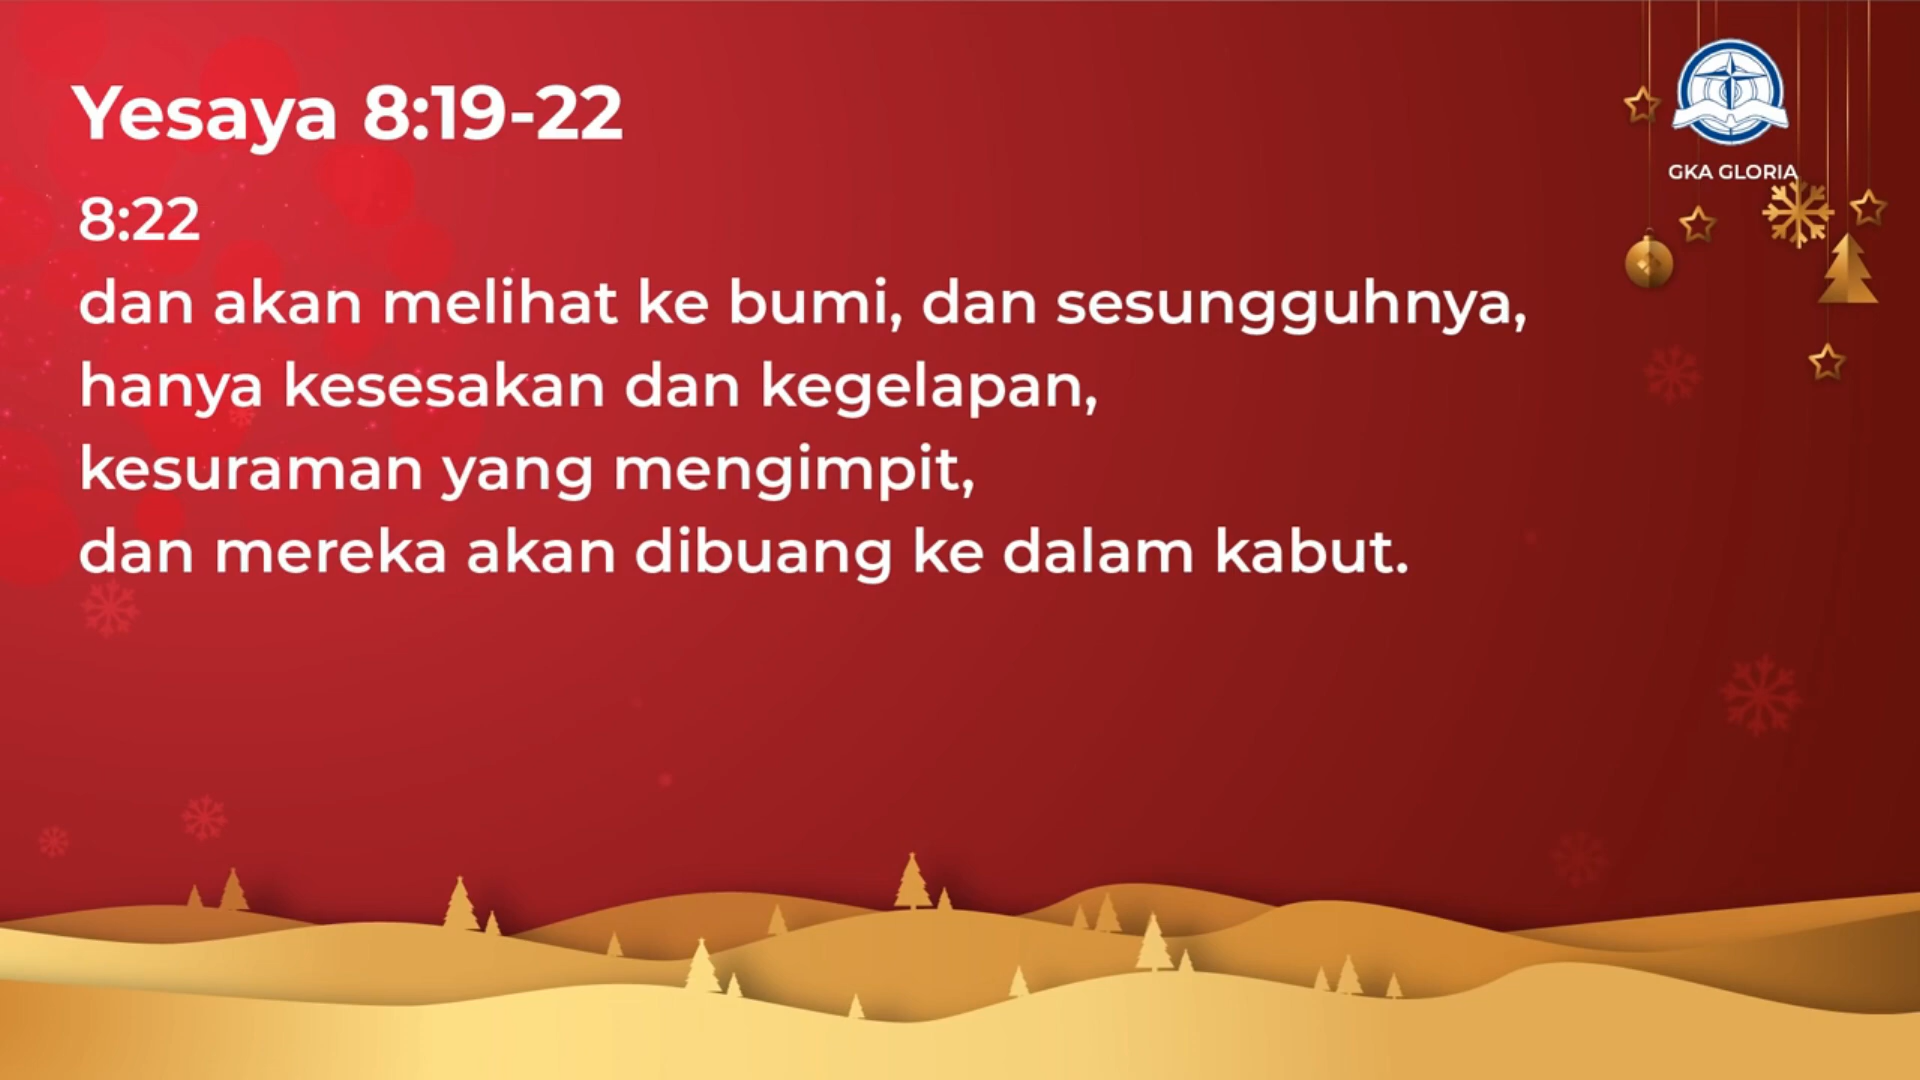 Yesaya 8:19-22
GKA GLORIA
8:22
dan akan melihat ke bumi, dan sesungguhnya,
hanya kesesakan dan kegelapan,
kesuraman yang mengimpit,
dan mereka akan dibuang ke dalam kabut.